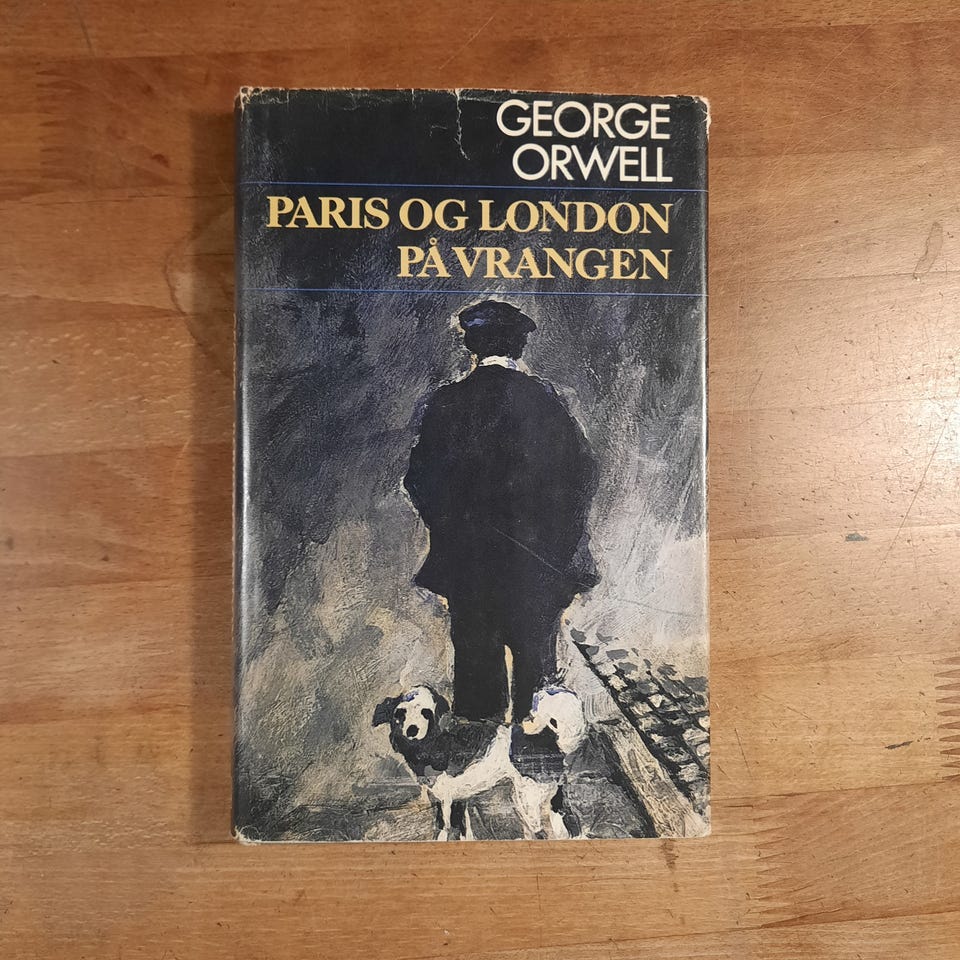 GEORGE
ORWELL
PARIS OG LONDON
PÅ VRANGEN